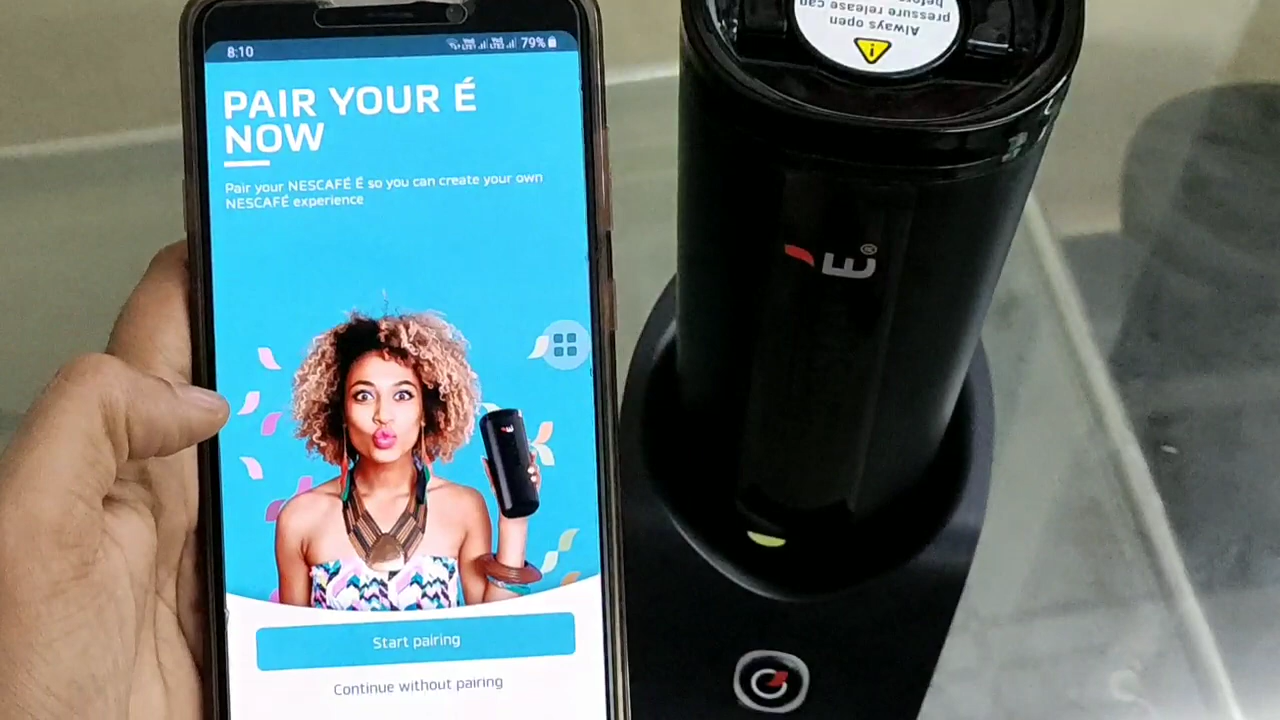 8:10
79%
PAIR YOUR É
NOW
Pair your NESCAFÉ É so you can create your own
NESCAFÉ experience
Start pairing
Continue without pairing
Always open
pressure release cap
É®